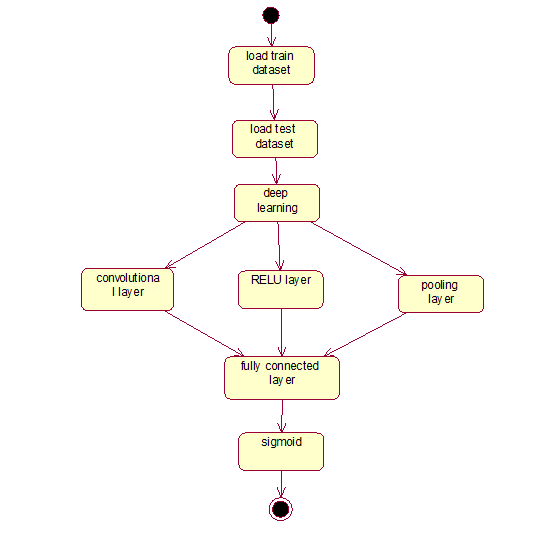 load train
dataset
load test
dataset
deep
learning
convolutiona
l layer
RELU layer
pooling
layer
fully connected
layer
sigmoid